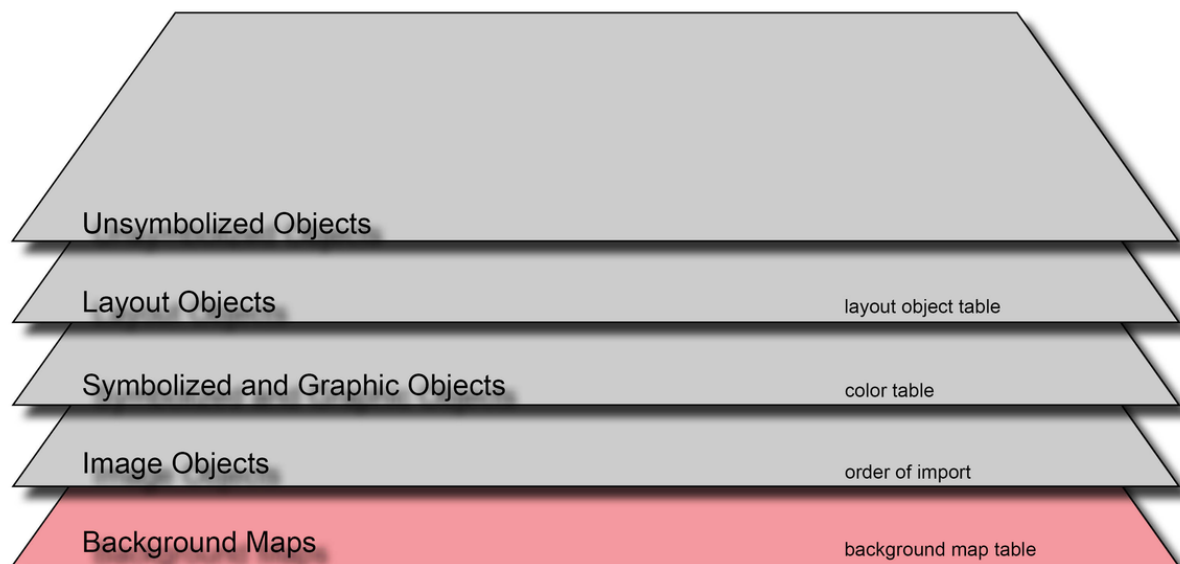 Unsymbolized Objects
Layout Objects layout object table
Symbolized and Graphic Objects color table
Image Objects order of import
Background Maps background map table